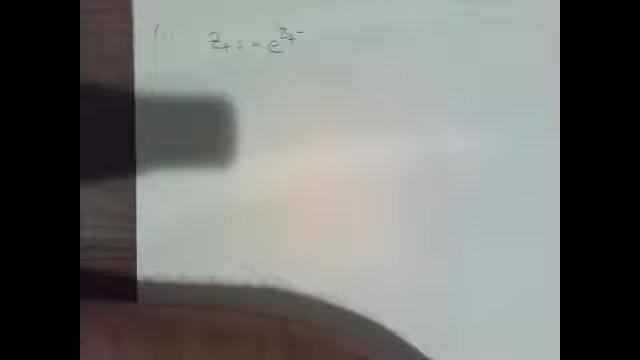 Z_t := e^{B_t -